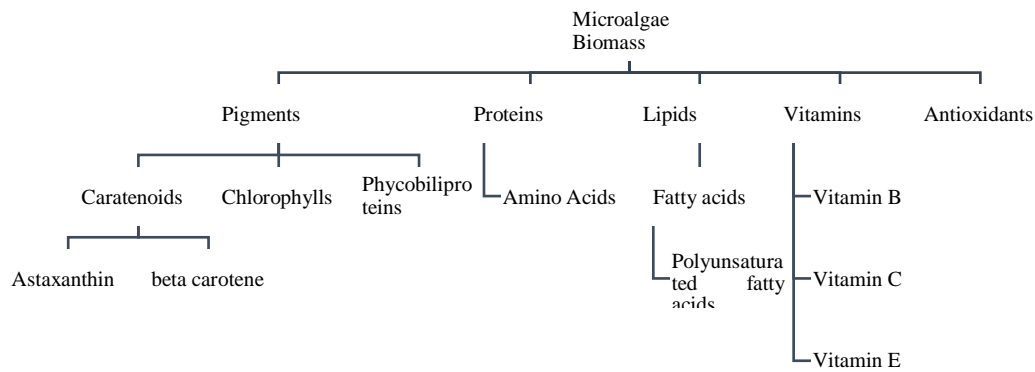 Microalgae
Biomass
Pigments
Proteins
Lipids
Vitamins
Antioxidants
Caratenoids
Chlorophylls
Phycobilipro
teins
Amino Acids
Fatty acids
Vitamin B
Astaxanthin
beta carotene
Polyunsatura
ted fatty
acids
Vitamin C
Vitamin E